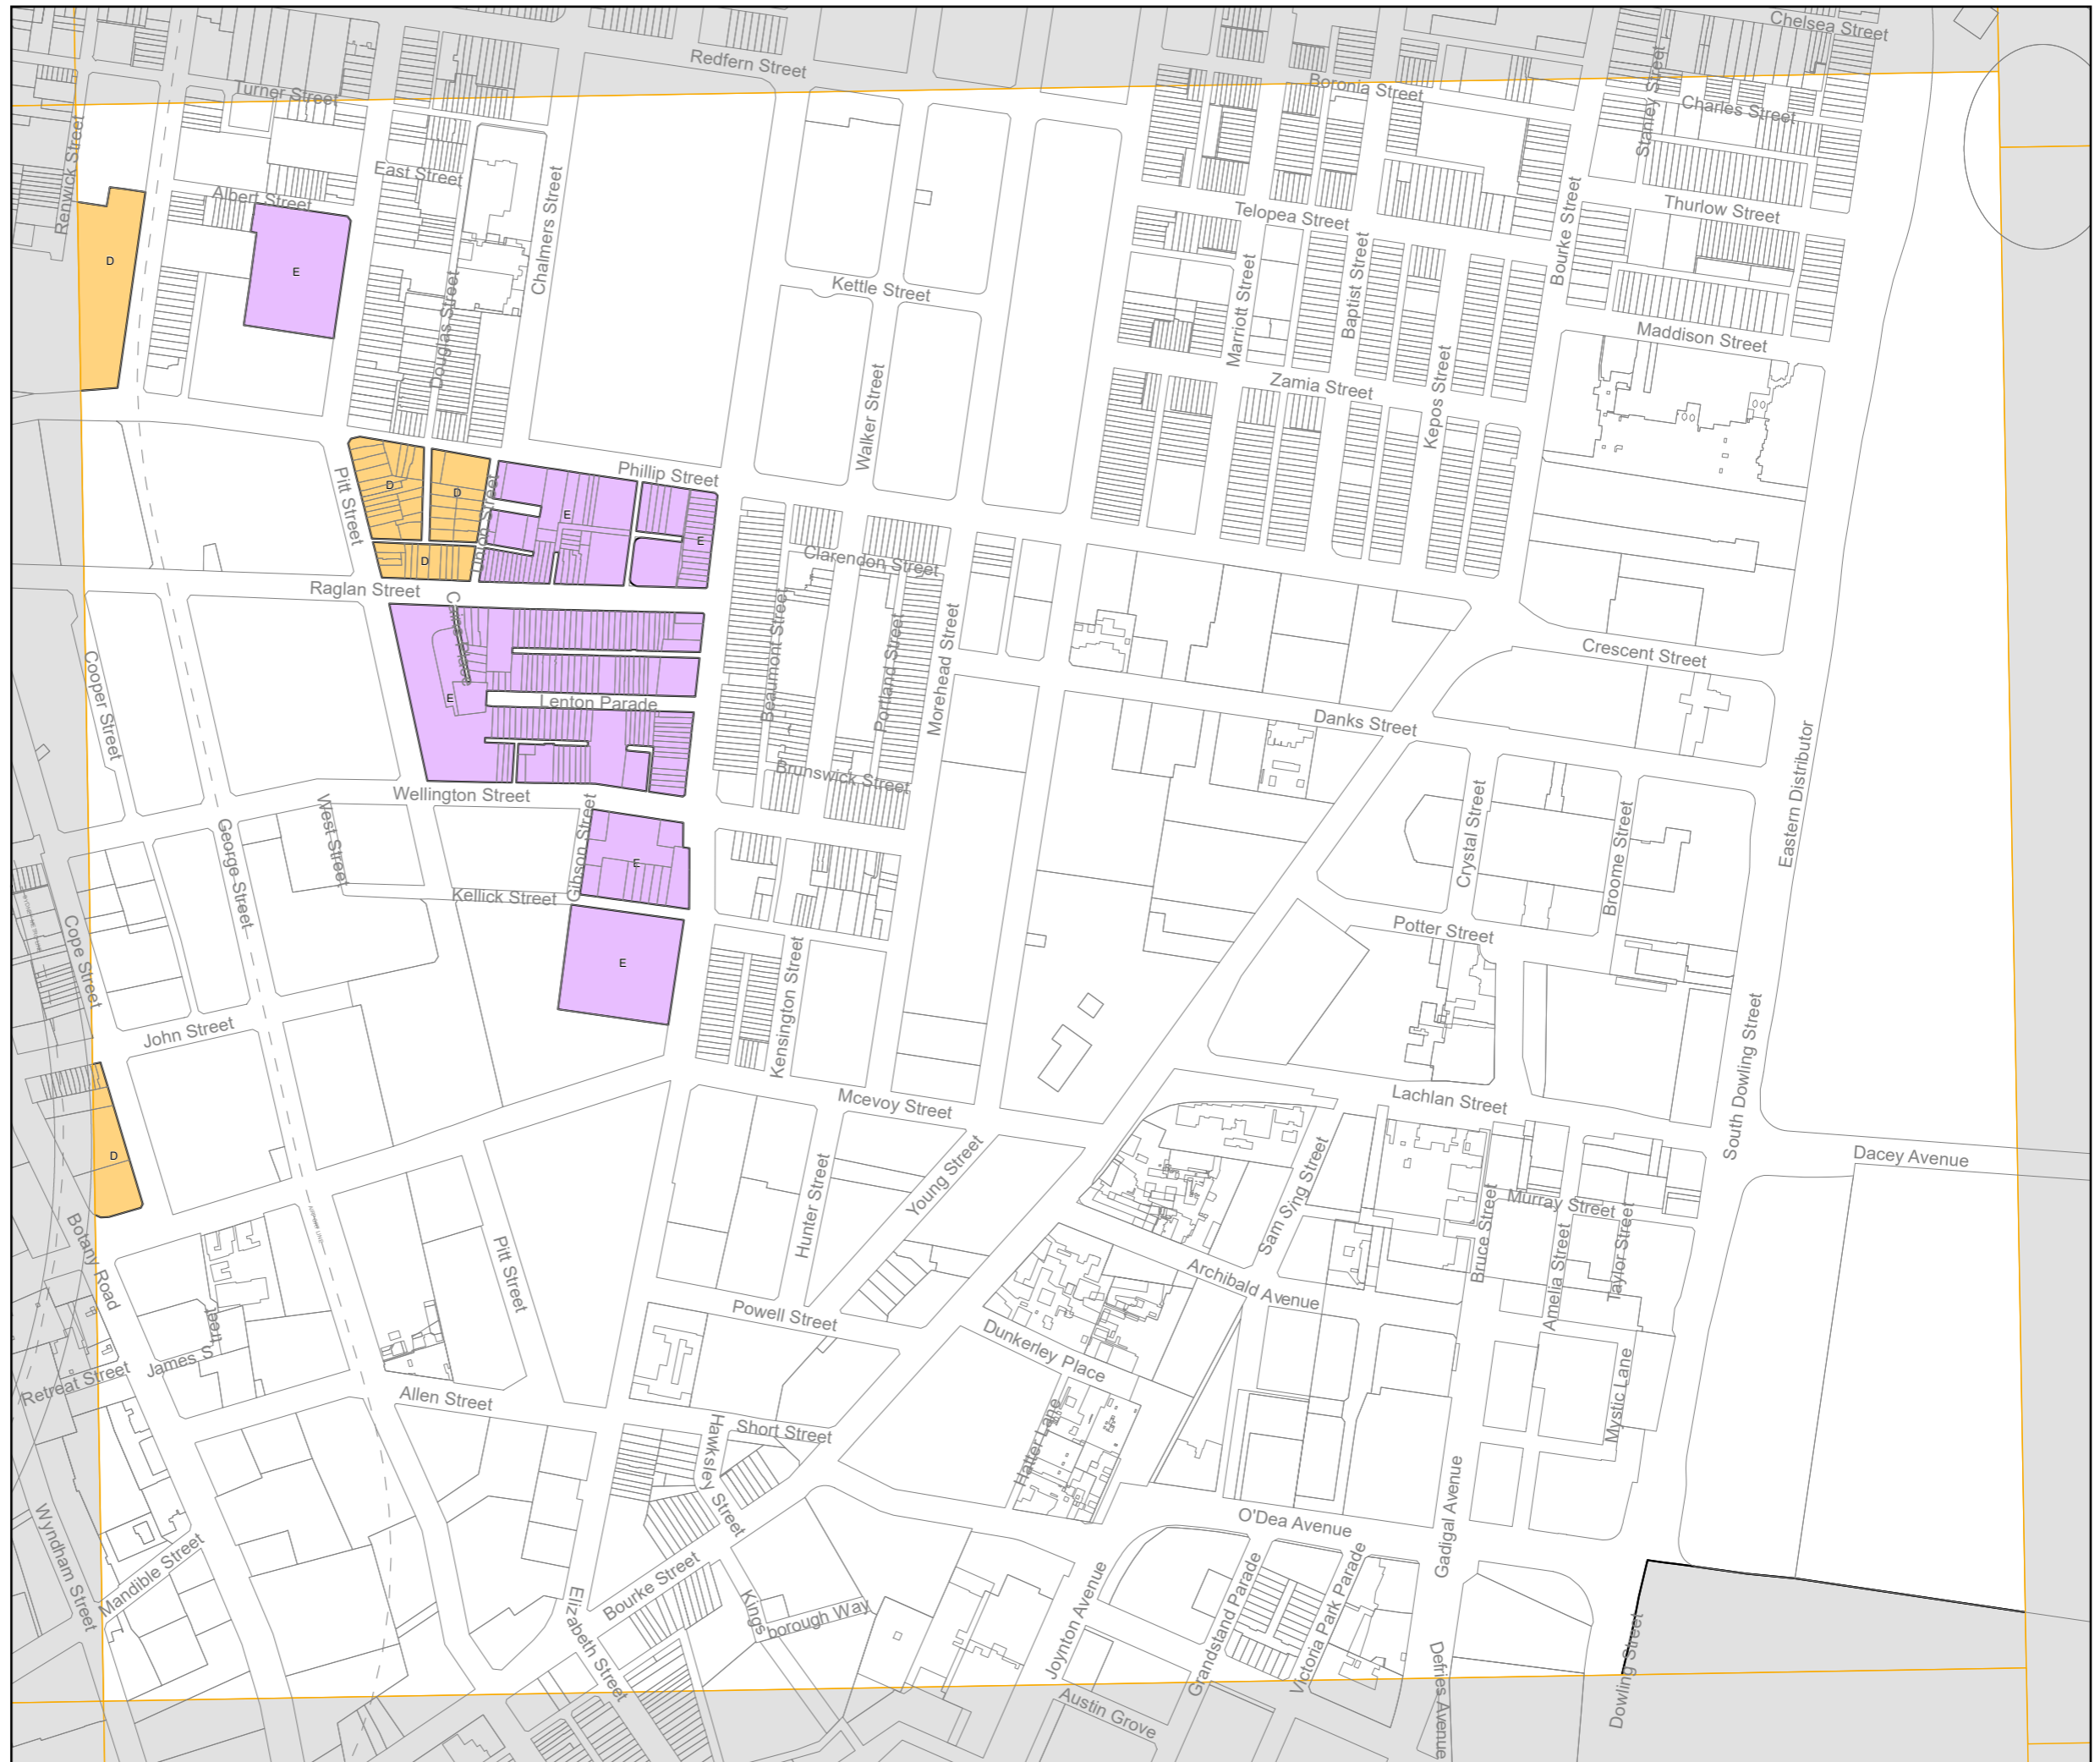 Chelsea Street
Redfern Street
Turner Street
Boronia Street
Charles Street
Stanley Street
Renwick Street
East Street
Albert Street
Chalmers Street
Telopea Street
Thurlow Street
Bourke Street
D
E
Kettle Street
Marriott Street
Baptist Street
Douglas Street
Maddison Street
Zamia Street
Kepos Street
Walker Street
Phillip Street
Pitt Street
D
D
E
E
D
Clarendon Street
Raglan Street
Beaumont Street
Portland Street
Morehead Street
Crescent Street
Cooper Street
E
Lenton Parade
Danks Street
Eastern Distributor
Brunswick Street
Wellington Street
West Street
George Street
Gibson Street
E
Crystal Street
Broome Street
Kellick Street
Cope Street
Potter Street
E
Kensington Street
John Street
South Dowling Street
Mcevoy Street
Lachlan Street
D
Young Street
Hunter Street
Sam Sing Street
Dacey Avenue
Murray Street
Bruce Street
Amelia Street
Taylor Street
Botany Road
Pitt Street
Archibald Avenue
Powell Street
Dunkerley Place
James S
treet
Retreat Street
Allen Street
Short Street
Hawksley Street
Hatter Lane
Mystic Lane
Gadigal Avenue
O'Dea Avenue
Wyndham Street
Mandible Street
Bourke Street
Elizabeth Street
Kings
borough Way
Joynton Avenue
Grandstand Parade
Victoria Park Parade
Defries Avenue
Dowling Street
Austin Grove